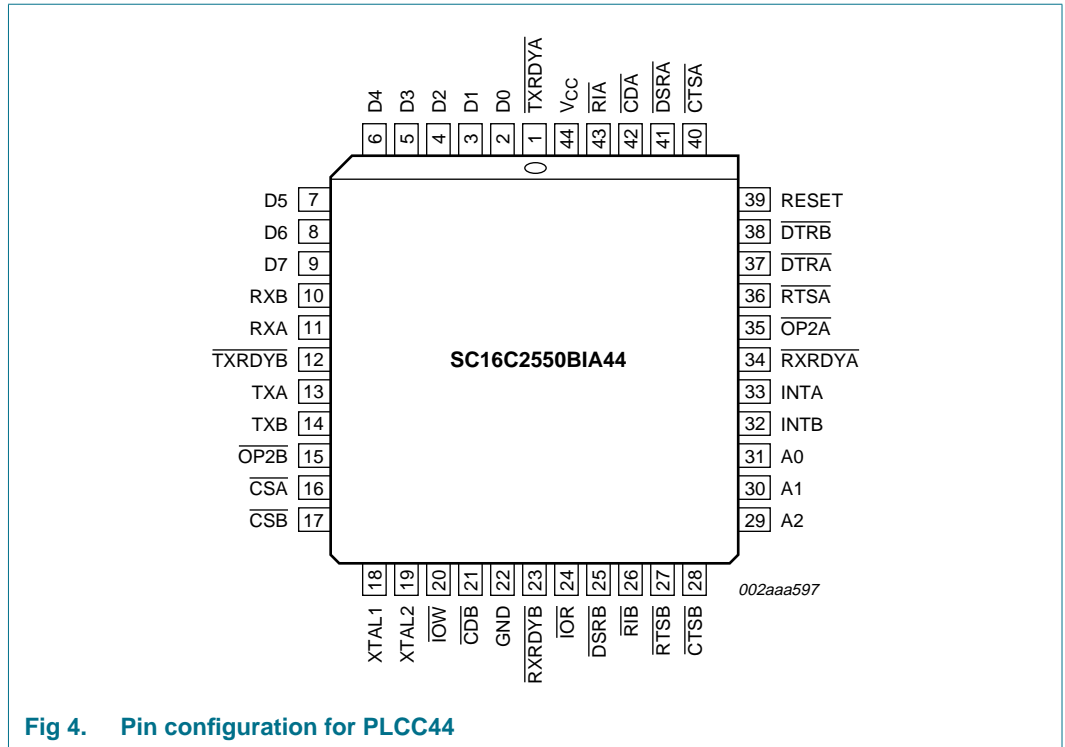 D4 D3 D2 D1 D0 TXRDYA VCC RIA CDA DSRA CTSA
6 5 4 3 2 1 44 43 42 41 40
D5 7
D6 8
D7 9
RXB 10
RXA 11
TXRDYB 12
TXA 13
TXB 14
OP2B 15
CSA 16
CSB 17
SC16C2550BIA44
39 RESET
38 DTRB
37 DTRA
36 RTSA
35 OP2A
34 RXRDYA
33 INTA
32 INTB
31 A0
30 A1
29 A2
18 19 20 21 22 23 24 25 26 27 28
XTAL1 XTAL2 IOW CDB GND RXRDYB IOR DSRB RIB RTSB CTSB
002aaa597
Fig 4. Pin configuration for PLCC44